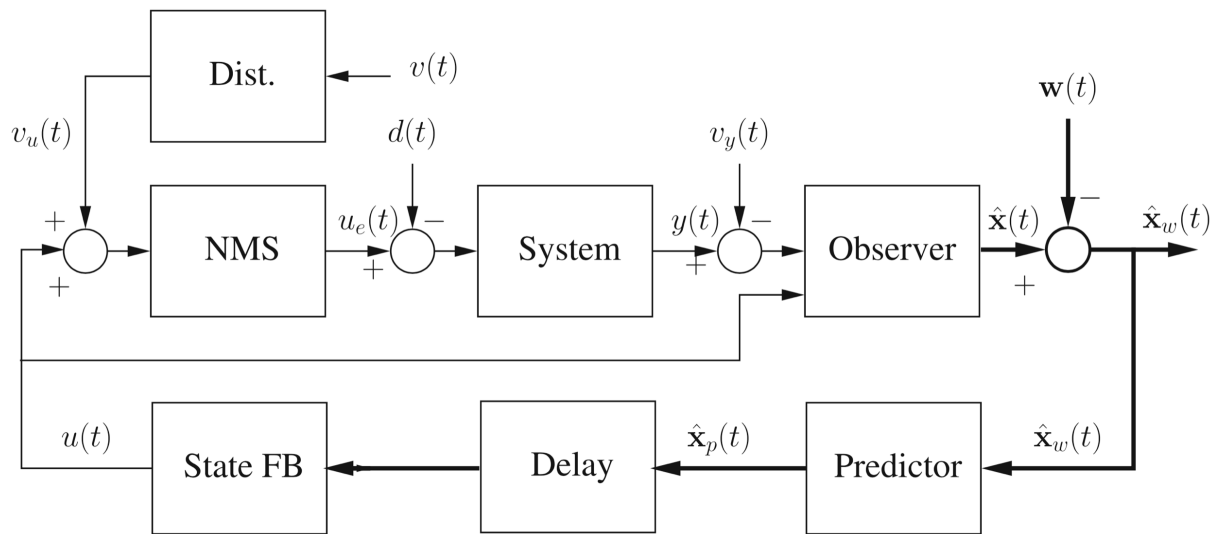 Dist.
v(t)
w(t)
v_u(t)
d(t)
v_y(t)
+
−
−
−
NMS
u_e(t)
System
y(t)
Observer
x̂(t)
x̂_w(t)
+
+
+
+
u(t)
State FB
Delay
x̂_p(t)
Predictor
x̂_w(t)